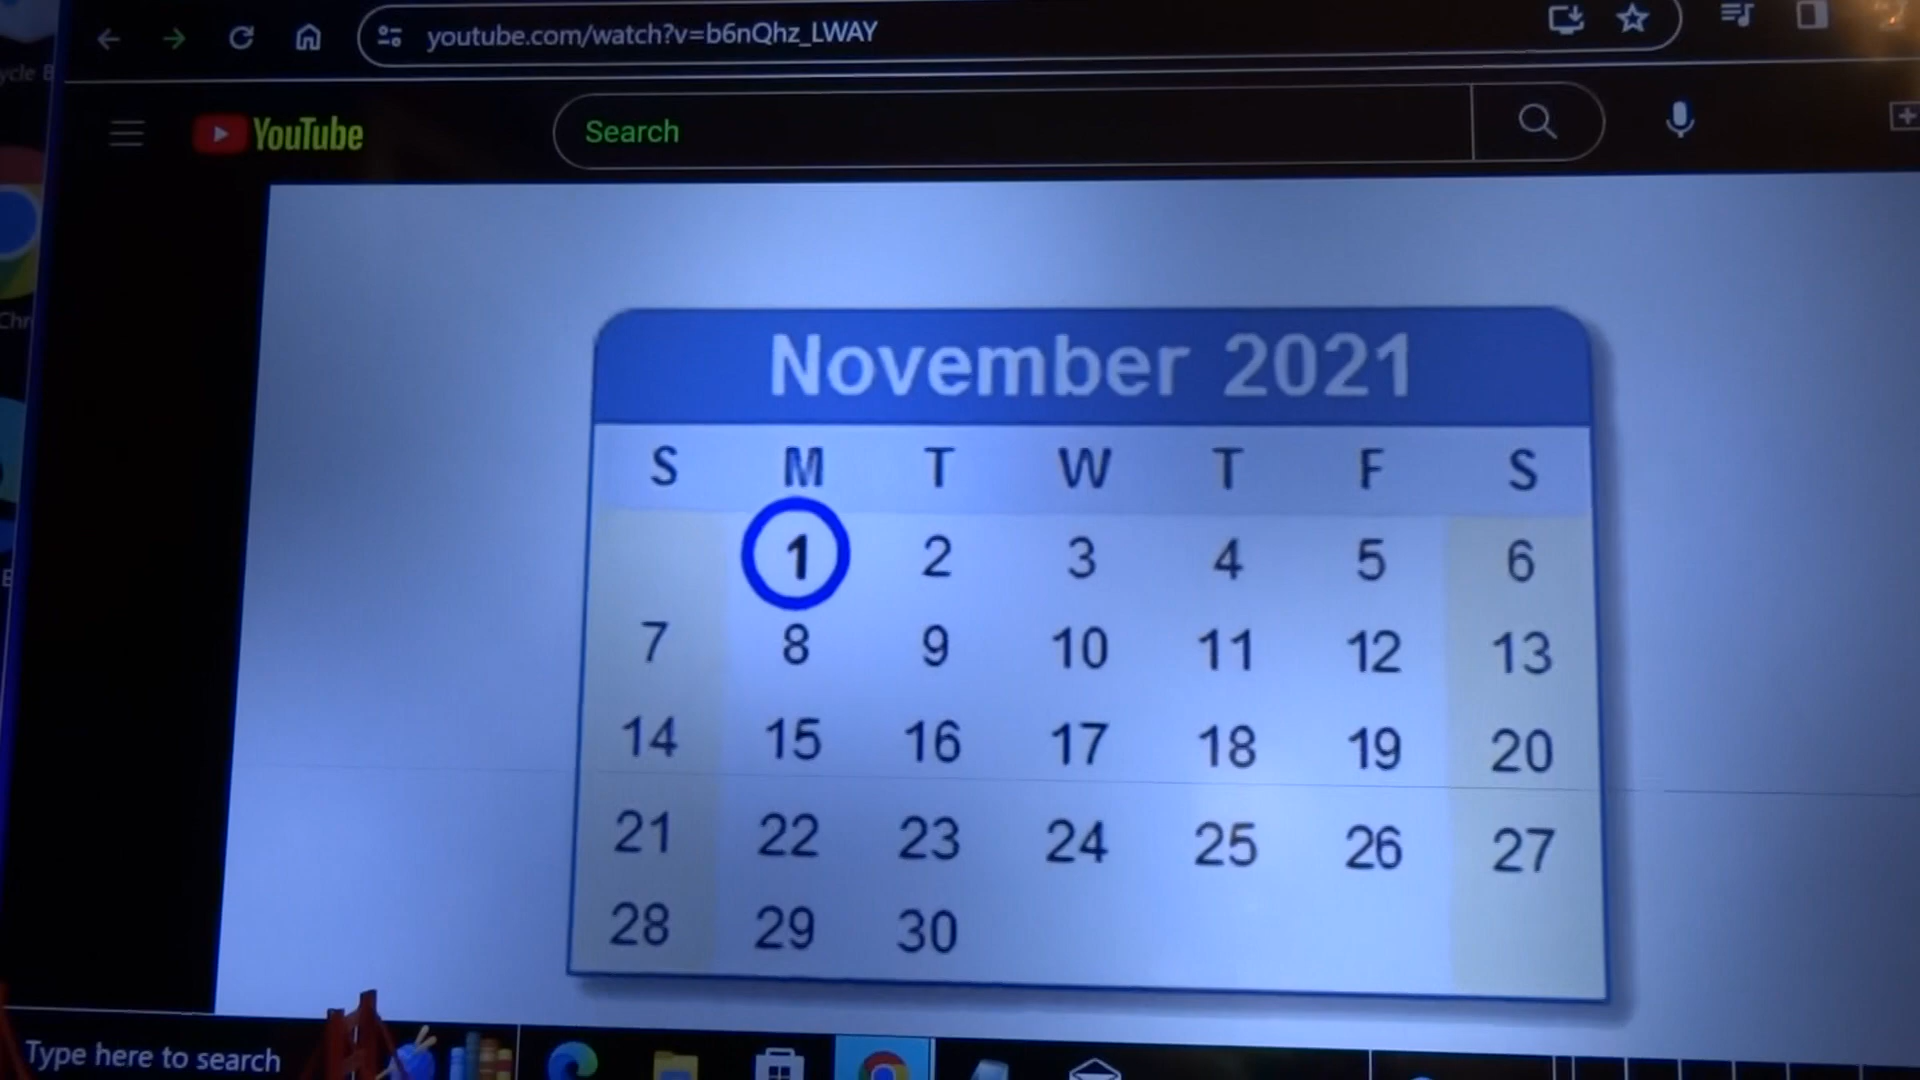 youtube.com/watch?v=b6nQhz_LWAY
YouTube
Search
November 2021
S M T W T F S
1 2 3 4 5 6
7 8 9 10 11 12 13
14 15 16 17 18 19 20
21 22 23 24 25 26 27
28 29 30
Type here to search